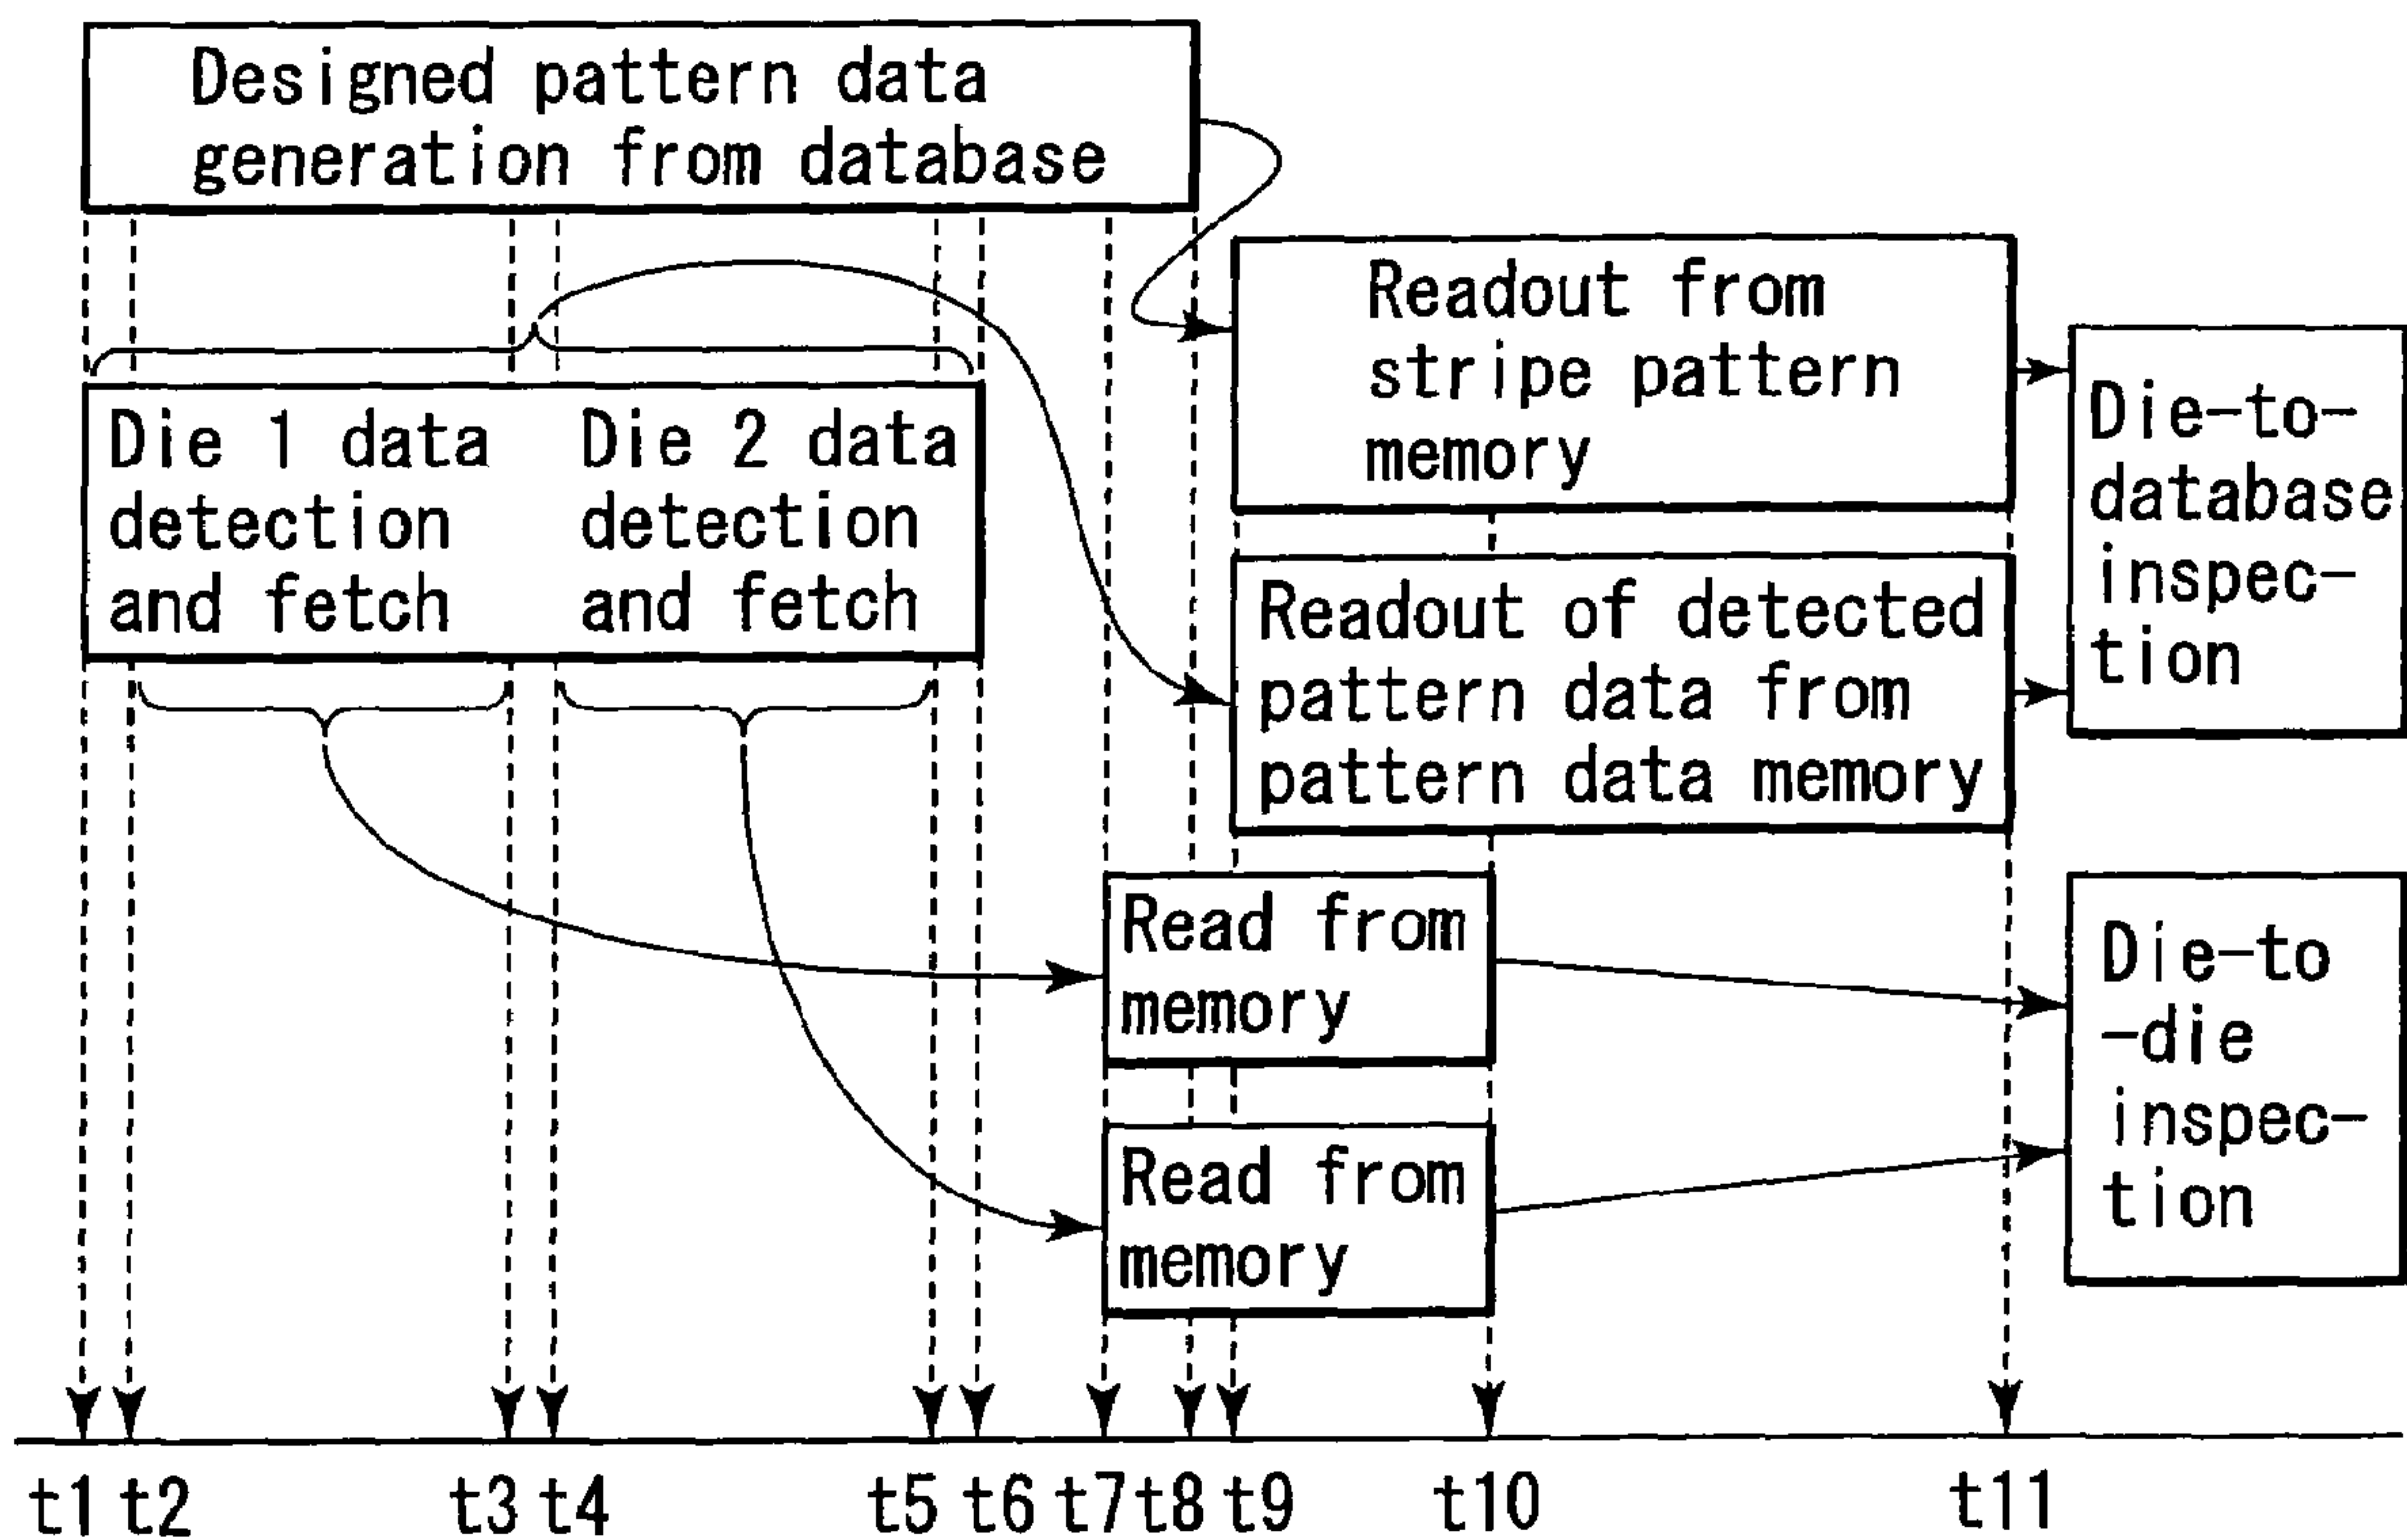 Designed pattern data
generation from database
Readout from
stripe pattern
memory
Die-to-
database
inspec-
tion
Die 1 data
detection
and fetch
Die 2 data
detection
and fetch
Readout of detected
pattern data from
pattern data memory
Read from
memory
Die-to
-die
inspec-
tion
Read from
memory
t1 t2 t3 t4 t5 t6 t7 t8 t9 t10 t11